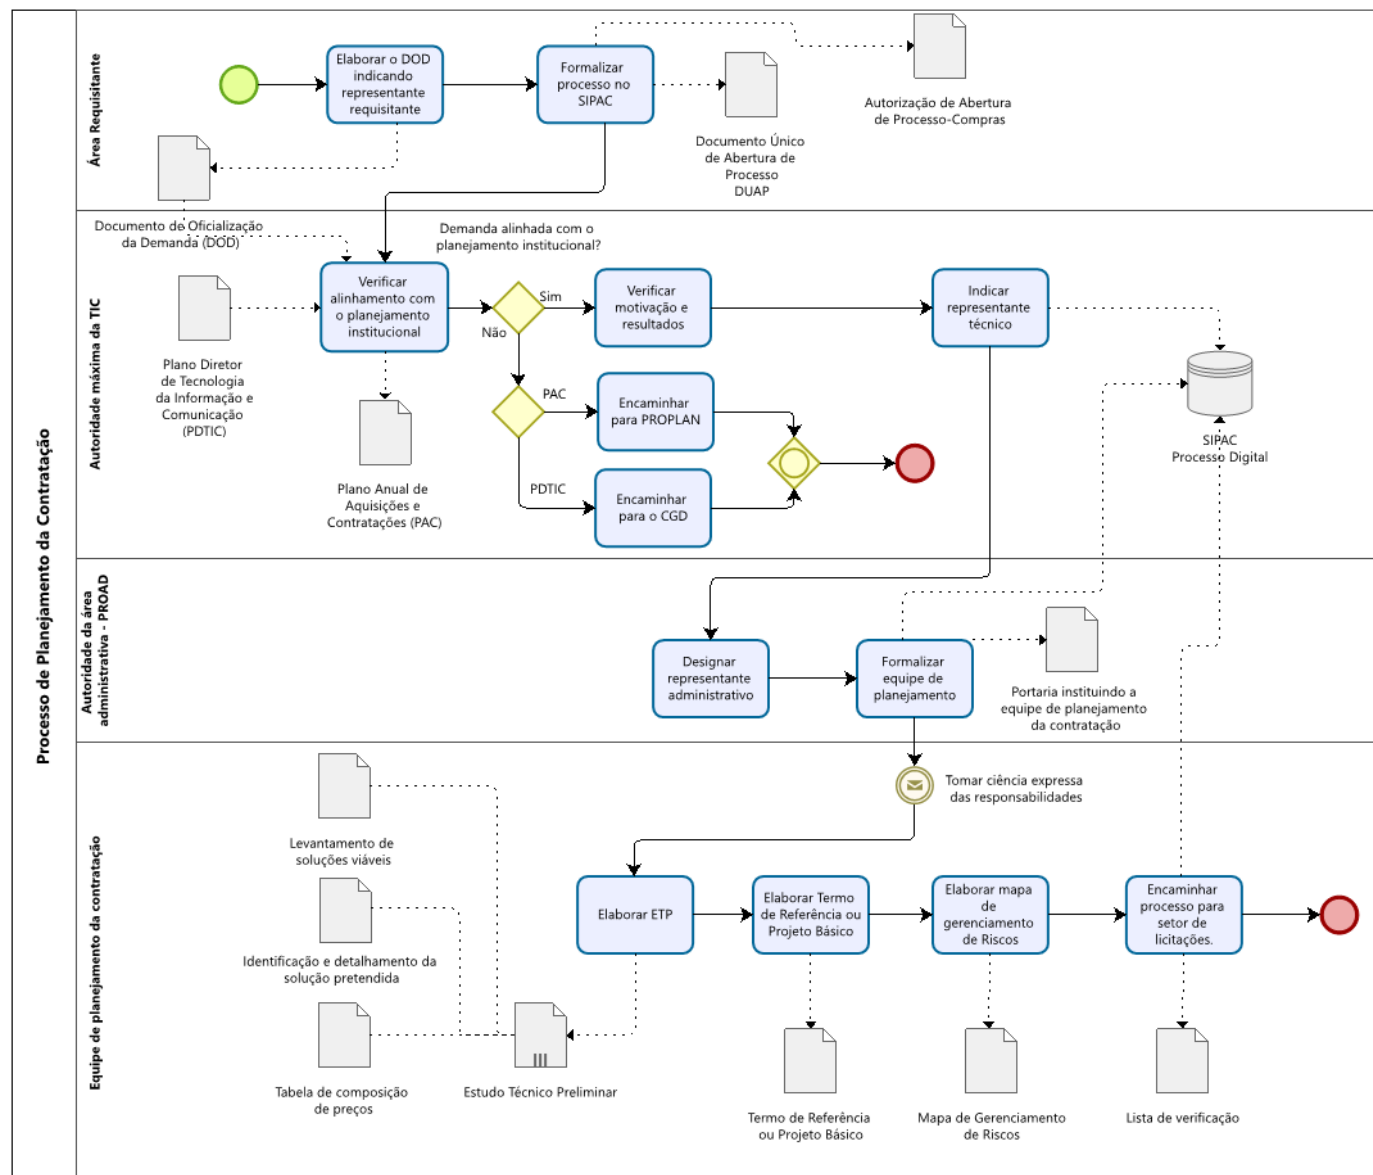 Processo de Planejamento da Contratação
Área Requisitante
Elaborar o DOD
indicando
representante
requisitante
Formalizar
processo no
SIPAC
Autorização de Abertura
de Processo-Compras
Documento Único
de Abertura de
Processo
DUAP
Documento de Oficialização
da Demanda (DOD)
Autoridade máxima da TIC
Demanda alinhada com o
planejamento institucional?
Verificar
alinhamento com
o planejamento
institucional
Sim
Não
Verificar
motivação e
resultados
Indicar
representante
técnico
Plano Diretor
de Tecnologia
da Informação e
Comunicação
(PDTIC)
PAC
Encaminhar
para PROPLAN
SIPAC
Processo Digital
PDTIC
Encaminhar
para o CGD
Plano Anual de
Aquisições e
Contratações (PAC)
Autoridade da área
administrativa - PROAD
Designar
representante
administrativo
Formalizar
equipe de
planejamento
Portaria instituindo a
equipe de planejamento
da contratação
Equipe de planejamento da contratação
Tomar ciência expressa
das responsabilidades
Levantamento de
soluções viáveis
Elaborar ETP
Elaborar Termo
de Referência ou
Projeto Básico
Elaborar mapa
de
gerenciamento
de Riscos
Encaminhar
processo para
setor de
licitações.
Identificação e detalhamento da
solução pretendida
Tabela de composição
de preços
Estudo Técnico Preliminar
Termo de Referência
ou Projeto Básico
Mapa de Gerenciamento
de Riscos
Lista de verificação